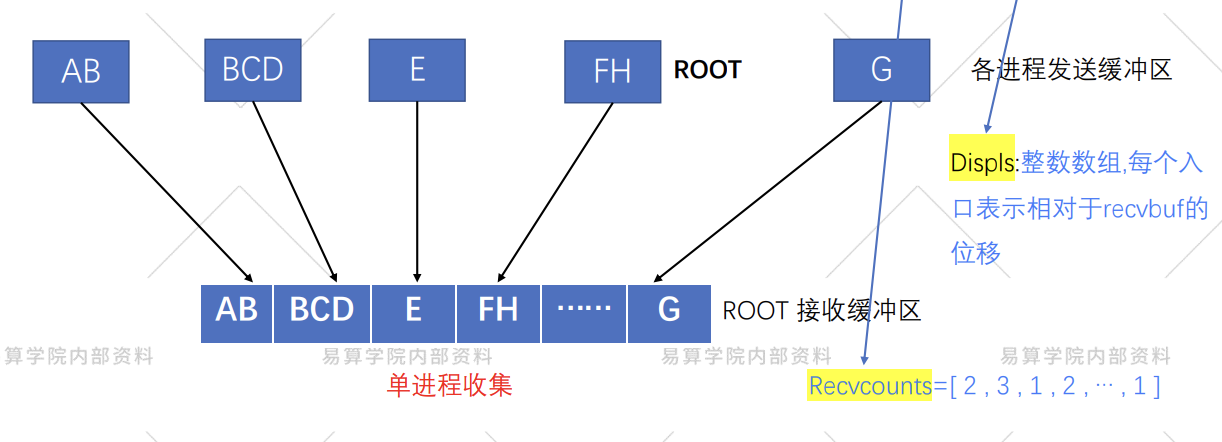 AB
BCD
E
FH
ROOT
G
各进程发送缓冲区
Displs:整数数组,每个入
口表示相对于recvbuf的
位移
AB
BCD
E
FH
······
G
ROOT 接收缓冲区
算学院内部资料
易算学院内部资料
易算学院内部资料
易算学院内部资料
单进程收集
Recvcounts=[ 2 , 3 , 1 , 2 , ··· , 1 ]